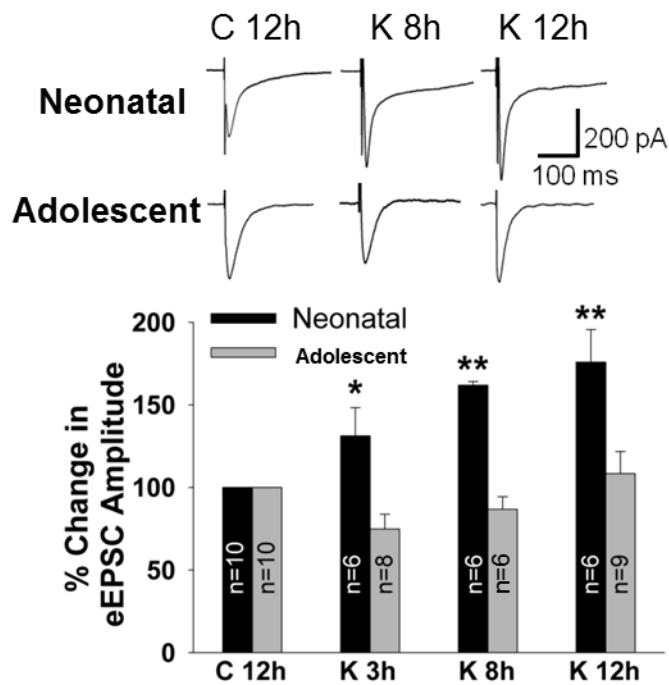 C 12h K 8h K 12h
Neonatal
200 pA
100 ms
Adolescent
% Change in
eEPSC Amplitude
200
150
100
50
0
Neonatal
Adolescent
*
**
**
n=10
n=10
n=6
n=8
n=6
n=6
n=6
n=9
C 12h K 3h K 8h K 12h